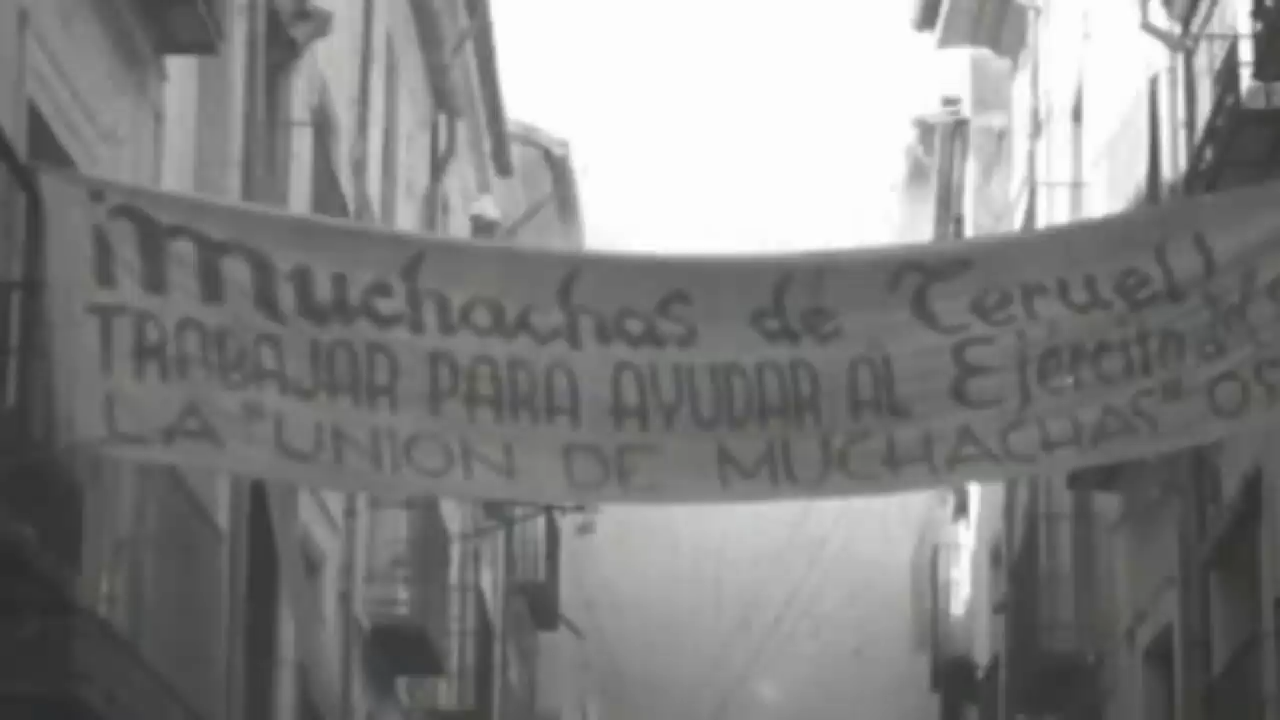 ¡Muchachas de Teruel!
TRABAJAR PARA AYUDAR AL Ejército
LA "UNION DE MUCHACHAS"